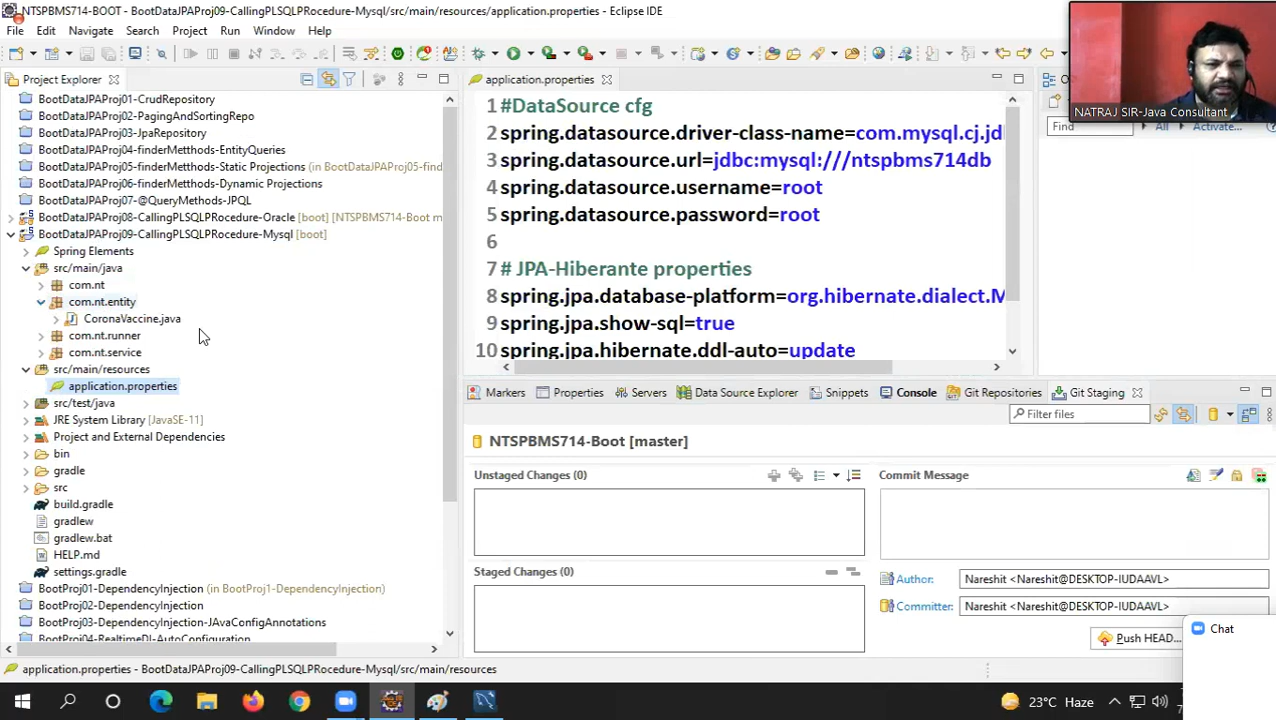 NTSPBMS714-BOOT - BootDataJPAProj09-CallingPLSQLPRocedure-Mysql/src/main/resources/application.properties - Eclipse IDE
File Edit Navigate Search Project Run Window Help
NATRAJ SIR-Java Consultant
Project Explorer
BootDataJPAProj01-CrudRepository
BootDataJPAProj02-PagingAndSortingRepo
BootDataJPAProj03-JpaRepository
BootDataJPAProj04-finderMetthods-EntityQueries
BootDataJPAProj05-finderMetthods-Static Projections (in BootDataJPAProj05-find
BootDataJPAProj06-finderMetthods-Dynamic Projections
BootDataJPAProj07-@QueryMethods-JPQL
BootDataJPAProj08-CallingPLSQLPRocedure-Oracle [boot] [NTSPBMS714-Boot m
BootDataJPAProj09-CallingPLSQLPRocedure-Mysql [boot]
Spring Elements
src/main/java
com.nt
com.nt.entity
CoronaVaccine.java
com.nt.runner
com.nt.service
src/main/resources
application.properties
src/test/java
JRE System Library [JavaSE-11]
Project and External Dependencies
bin
gradle
src
build.gradle
gradlew
gradlew.bat
HELP.md
settings.gradle
BootProj01-DependencyInjection (in BootProj1-DependencyInjection)
BootProj02-DependencyInjection
BootProj03-DependencyInjection-JAvaConfigAnnotations
BootProj04-RealtimeDI-AutoConfiguration
application.properties
1 #DataSource cfg
2 spring.datasource.driver-class-name=com.mysql.cj.jd
3 spring.datasource.url=jdbc:mysql:///ntspbms714db
4 spring.datasource.username=root
5 spring.datasource.password=root
6
7 # JPA-Hiberante properties
8 spring.jpa.database-platform=org.hibernate.dialect.M
9 spring.jpa.show-sql=true
10 spring.jpa.hibernate.ddl-auto=update
Find All Activate...
Markers Properties Servers Data Source Explorer Snippets Console Git Repositories Git Staging
Filter files
NTSPBMS714-Boot [master]
Unstaged Changes (0)
Staged Changes (0)
Commit Message
Author: Nareshit <Nareshit@DESKTOP-IUDAAVL>
Committer: Nareshit <Nareshit@DESKTOP-IUDAAVL>
Push HEAD...
Chat
application.properties - BootDataJPAProj09-CallingPLSQLPRocedure-Mysql/src/main/resources
23°C Haze